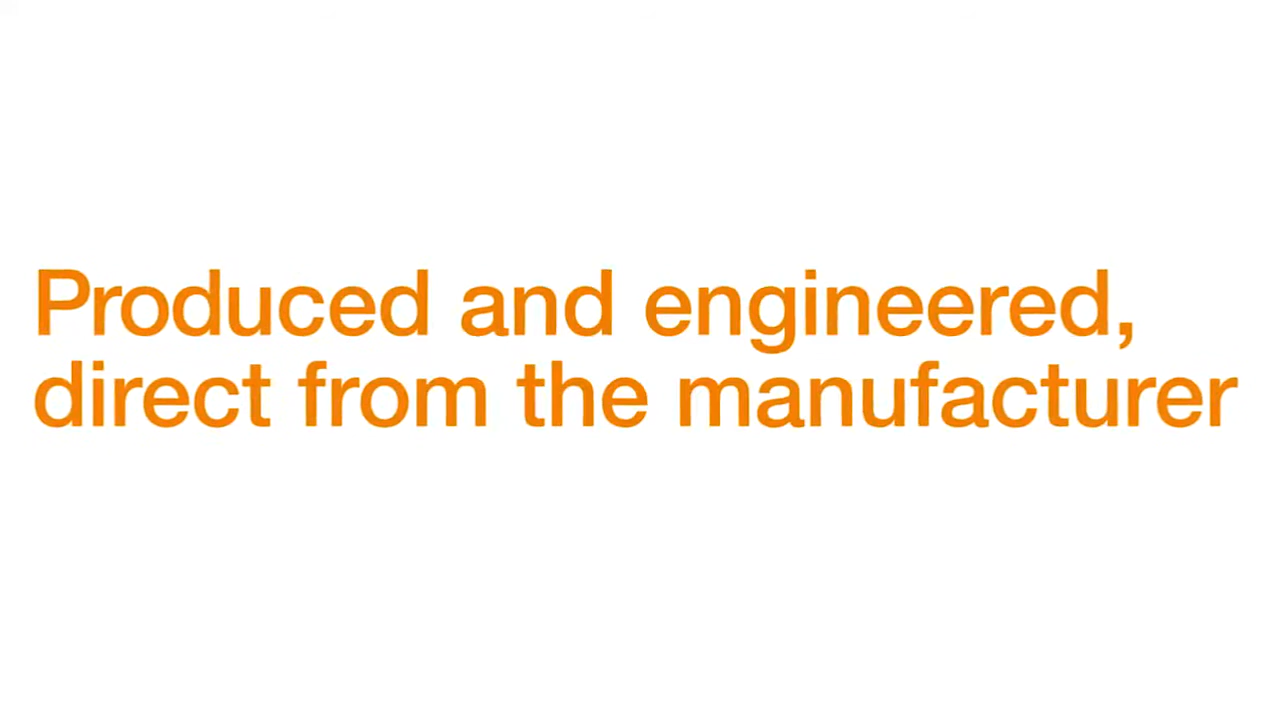 Produced and engineered,
direct from the manufacturer